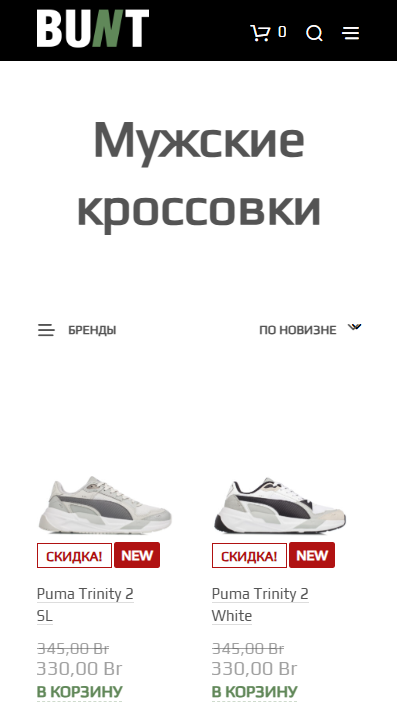 BUNT
0
Мужские
кроссовки
БРЕНДЫ
ПО НОВИЗНЕ
СКИДКА! NEW
Puma Trinity 2
SL
345,00 Br
330,00 Br
В КОРЗИНУ
СКИДКА! NEW
Puma Trinity 2
White
345,00 Br
330,00 Br
В КОРЗИНУ